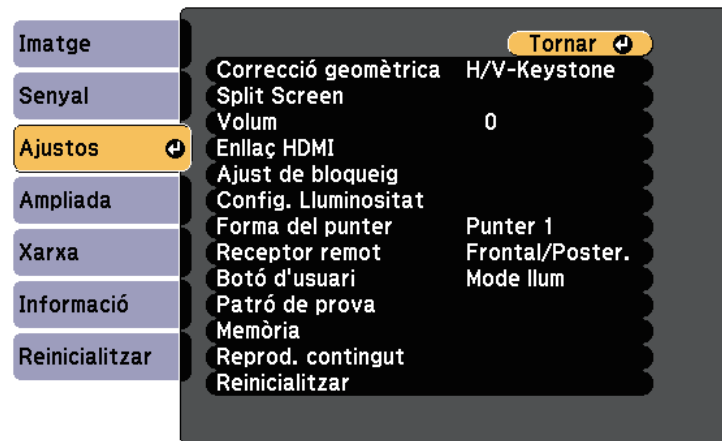 Imatge
Senyal
Ajustos
Ampliada
Xarxa
Informació
Reinicialitzar
Tornar
Correcció geomètrica H/V-Keystone
Split Screen
Volum 0
Enllaç HDMI
Ajust de bloqueig
Config. Lluminositat
Forma del punter Punter 1
Receptor remot Frontal/Poster.
Botó d'usuari Mode llum
Patró de prova
Memòria
Reprod. contingut
Reinicialitzar